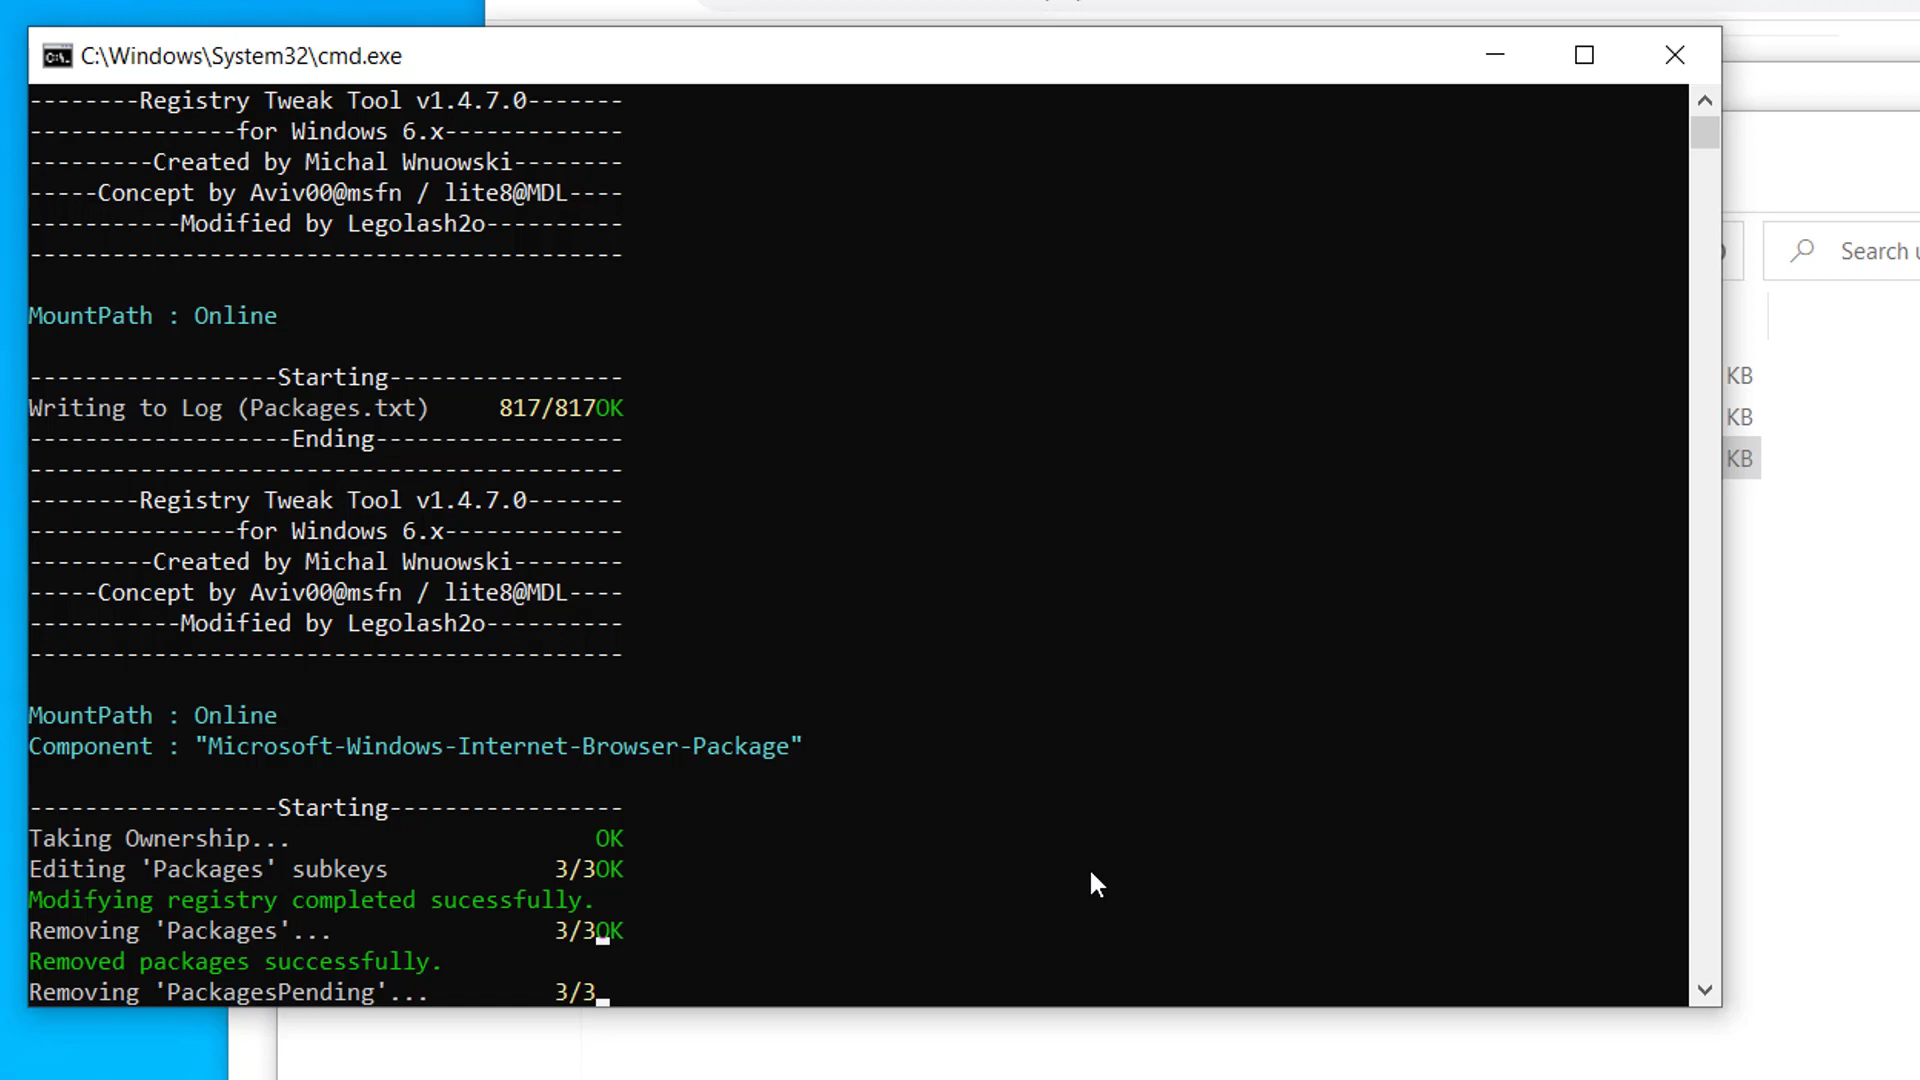 C:\Windows\System32\cmd.exe
--------Registry Tweak Tool v1.4.7.0-------
---------------for Windows 6.x-------------
---------Created by Michal Wnuowski--------
-----Concept by Aviv00@msfn / lite8@MDL----
-----------Modified by Legolash2o----------
-------------------------------------------
MountPath : Online
------------------Starting-----------------
Writing to Log (Packages.txt)     817/817OK
-------------------Ending------------------
-------------------------------------------
--------Registry Tweak Tool v1.4.7.0-------
---------------for Windows 6.x-------------
---------Created by Michal Wnuowski--------
-----Concept by Aviv00@msfn / lite8@MDL----
-----------Modified by Legolash2o----------
-------------------------------------------
MountPath : Online
Component : "Microsoft-Windows-Internet-Browser-Package"
------------------Starting-----------------
Taking Ownership...                      OK
Editing 'Packages' subkeys            3/3OK
Modifying registry completed sucessfully.
Removing 'Packages'...                3/3OK
Removed packages successfully.
Removing 'PackagesPending'...         3/3
Search
KB
KB
KB